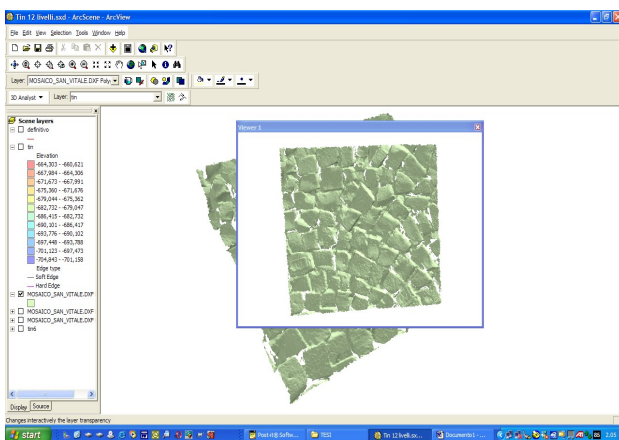 Tin 12 livelli.sxd - ArcScene - ArcView
File Edit View Selection Tools Window Help
Layer: MOSAICO_SAN_VITALE.DXF Poly
3D Analyst Layer: tin
Scene layers
definitivo
tin
Elevation
-664,303 - -660,621
-667,984 - -664,306
-671,673 - -667,991
-675,360 - -671,676
-679,044 - -675,362
-682,732 - -679,047
-686,415 - -682,732
-690,101 - -686,417
-693,776 - -690,102
-697,448 - -693,788
-701,123 - -697,473
-704,843 - -701,158
Edge type
Soft Edge
Hard Edge
MOSAICO_SAN_VITALE.DXF
MOSAICO_SAN_VITALE.DXF
MOSAICO_SAN_VITALE.DXF
tin6
Viewer 1
Display Source
Changes interactively the layer transparency
start
Post-it® Softw...
TESI
Tin 12 livelli.sx...
Documento1 - ...
2.05